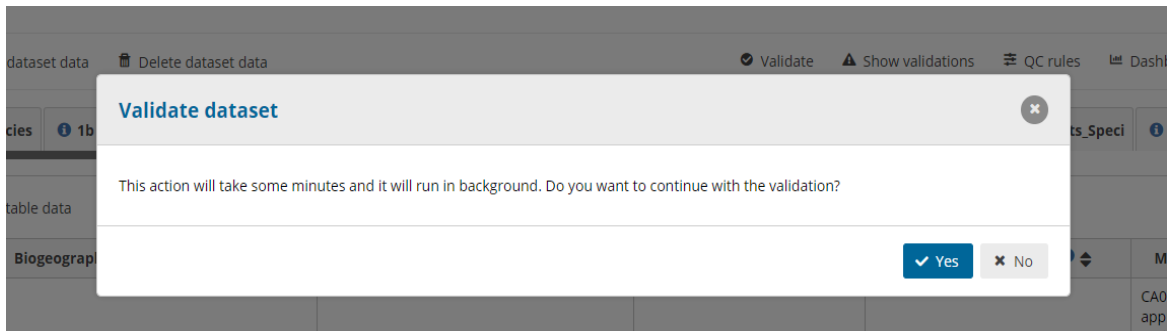 dataset data Delete dataset data Validate Show validations QC rules Dashb
Validate dataset
cies 1b ts_Speci
This action will take some minutes and it will run in background. Do you want to continue with the validation?
table data
Yes No
Biogeograph M
CA0
app